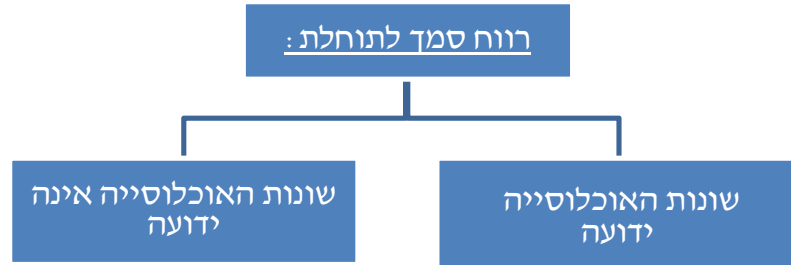 רווח סמך לתוחלת :
שונות האוכלוסייה
ידועה
שונות האוכלוסייה אינה
ידועה